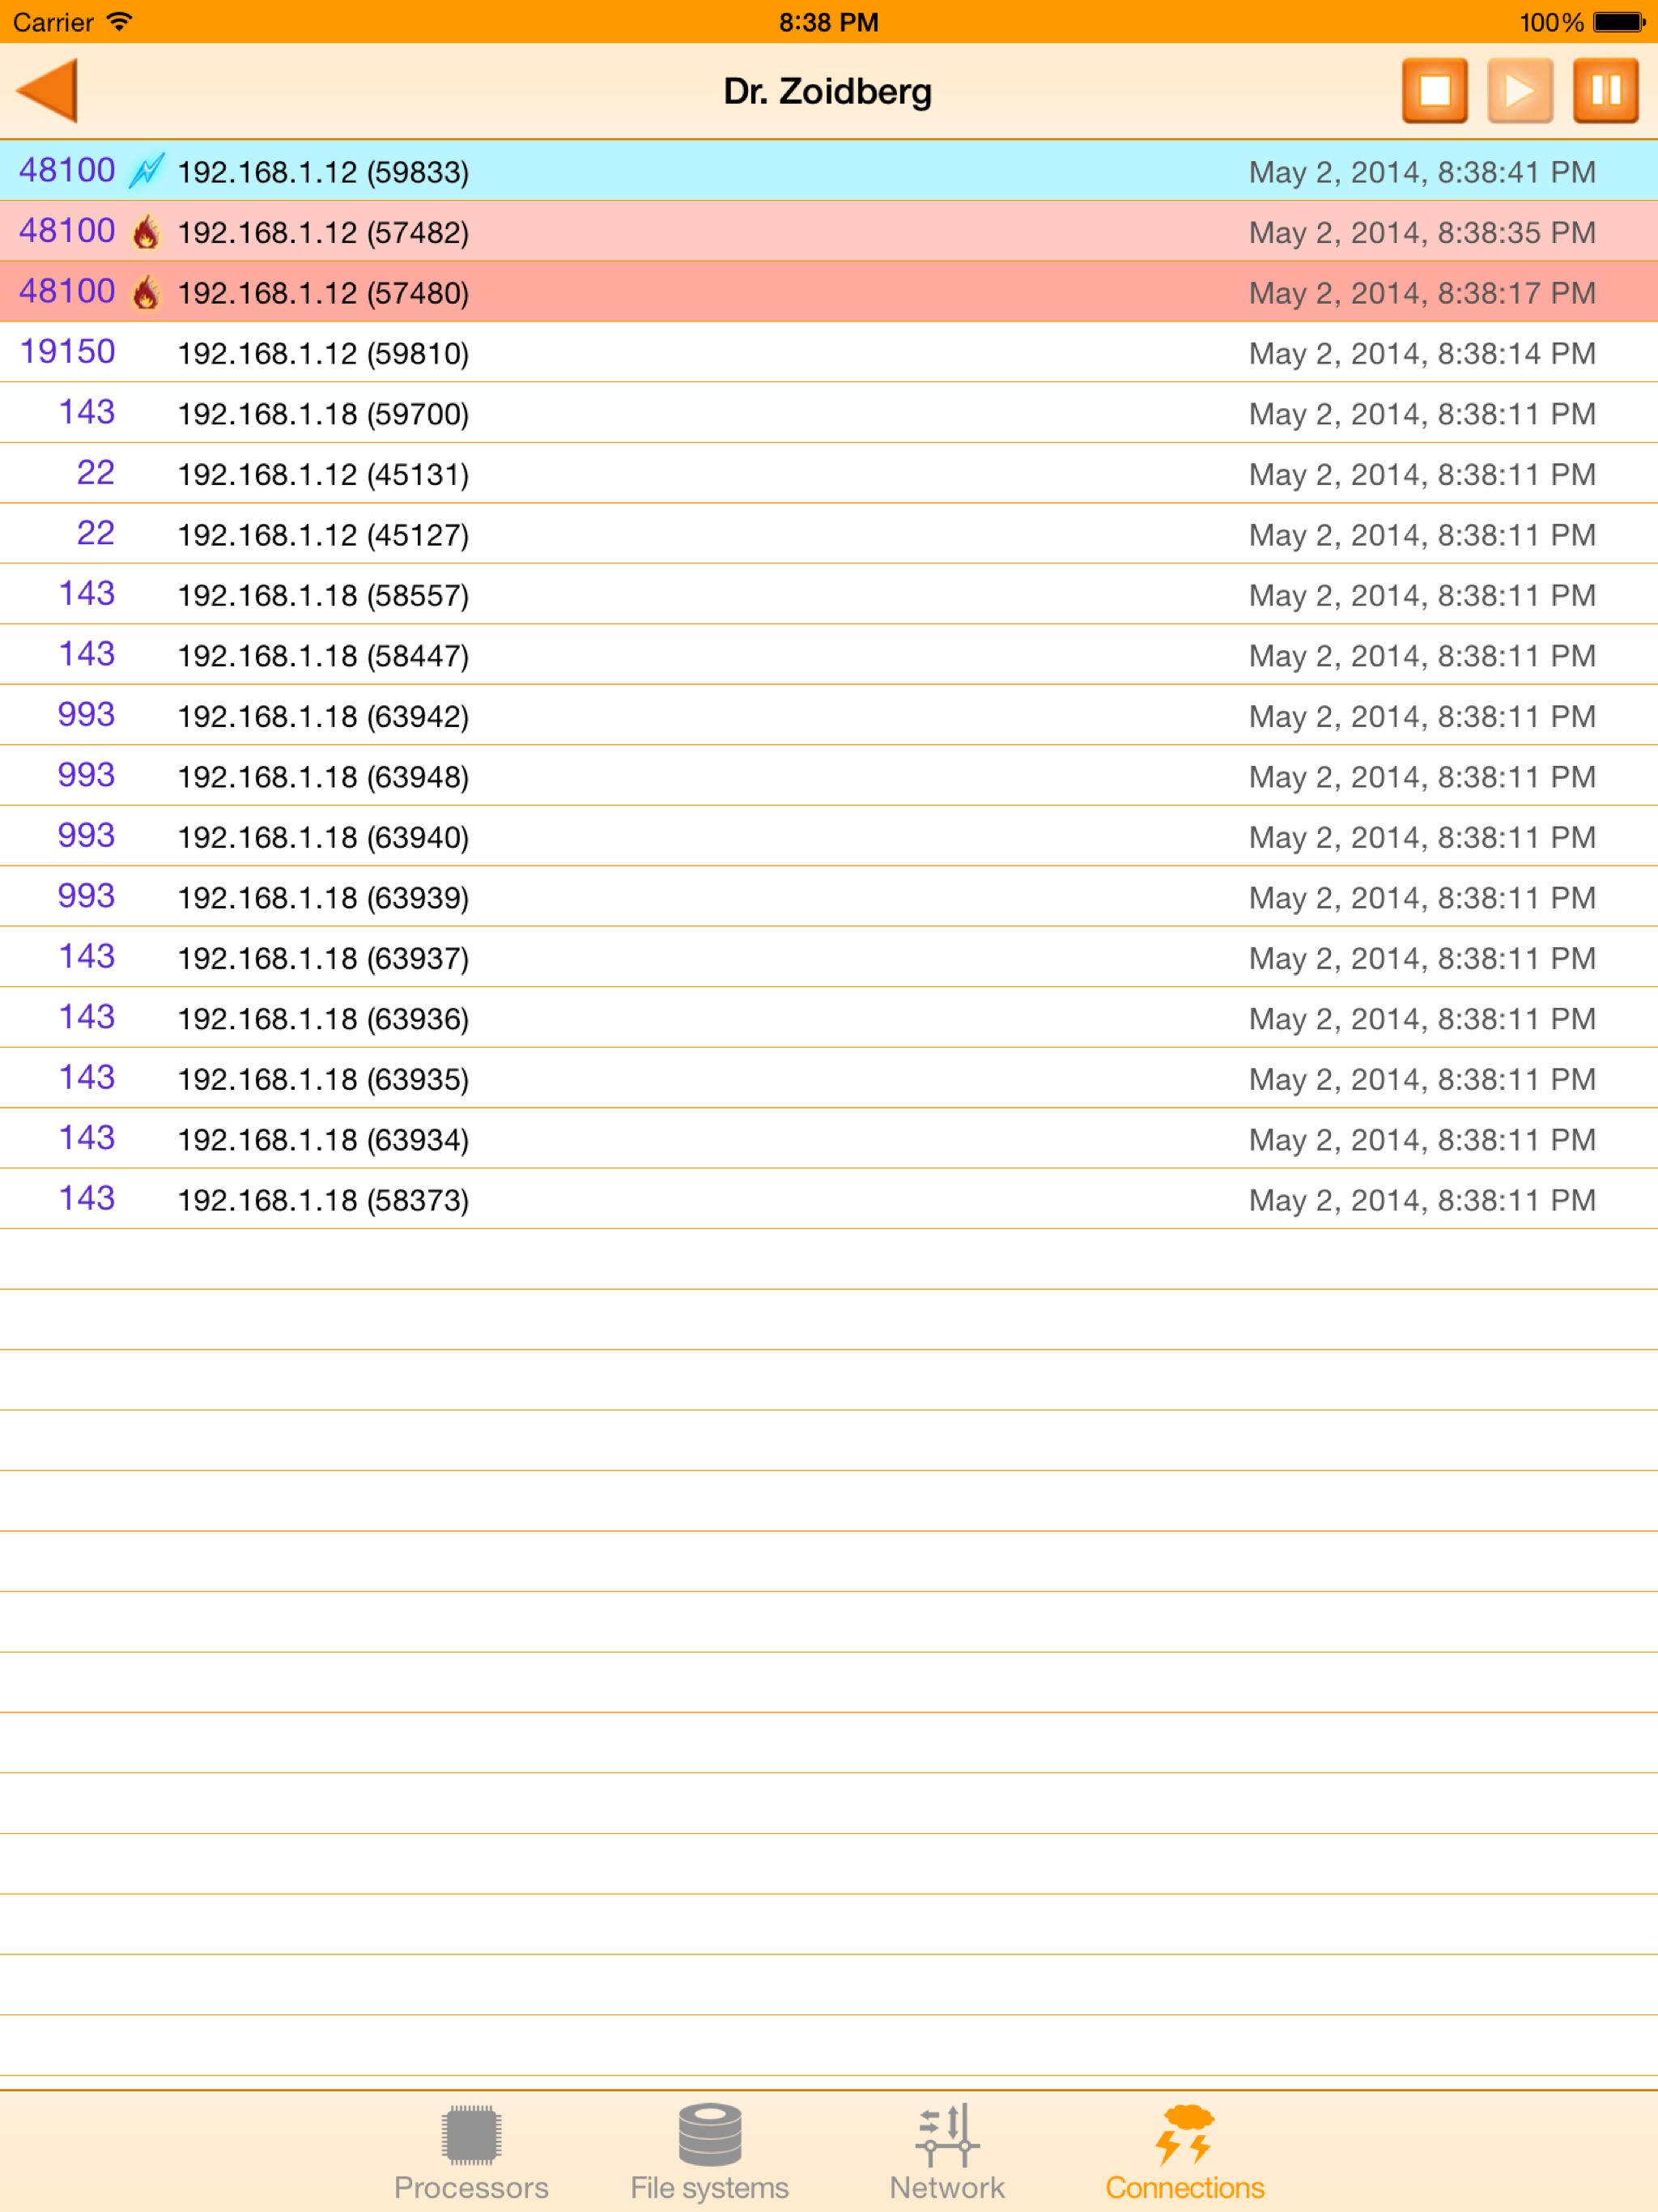 Carrier 8:38 PM 100%
Dr. Zoidberg
48100 192.168.1.12 (59833) May 2, 2014, 8:38:41 PM
48100 192.168.1.12 (57482) May 2, 2014, 8:38:35 PM
48100 192.168.1.12 (57480) May 2, 2014, 8:38:17 PM
19150 192.168.1.12 (59810) May 2, 2014, 8:38:14 PM
143 192.168.1.18 (59700) May 2, 2014, 8:38:11 PM
22 192.168.1.12 (45131) May 2, 2014, 8:38:11 PM
22 192.168.1.12 (45127) May 2, 2014, 8:38:11 PM
143 192.168.1.18 (58557) May 2, 2014, 8:38:11 PM
143 192.168.1.18 (58447) May 2, 2014, 8:38:11 PM
993 192.168.1.18 (63942) May 2, 2014, 8:38:11 PM
993 192.168.1.18 (63948) May 2, 2014, 8:38:11 PM
993 192.168.1.18 (63940) May 2, 2014, 8:38:11 PM
993 192.168.1.18 (63939) May 2, 2014, 8:38:11 PM
143 192.168.1.18 (63937) May 2, 2014, 8:38:11 PM
143 192.168.1.18 (63936) May 2, 2014, 8:38:11 PM
143 192.168.1.18 (63935) May 2, 2014, 8:38:11 PM
143 192.168.1.18 (63934) May 2, 2014, 8:38:11 PM
143 192.168.1.18 (58373) May 2, 2014, 8:38:11 PM
Processors File systems Network Connections